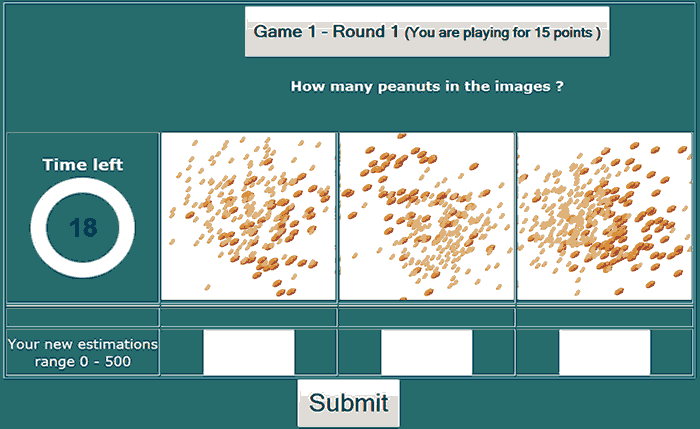 Game 1 - Round 1 (You are playing for 15 points )
How many peanuts in the images ?
Time left
18
Your new estimations
range 0 - 500
Submit